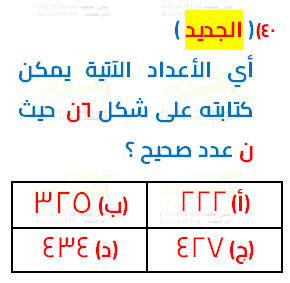 ٤٠) ( الجديد )
أي الأعداد الآتية يمكن
كتابته على شكل ٦ن حيث
ن عدد صحيح ؟
(أ) ٢٢٢ (ب) ٣٢٥
(ج) ٤٢٧ (د) ٤٣٤